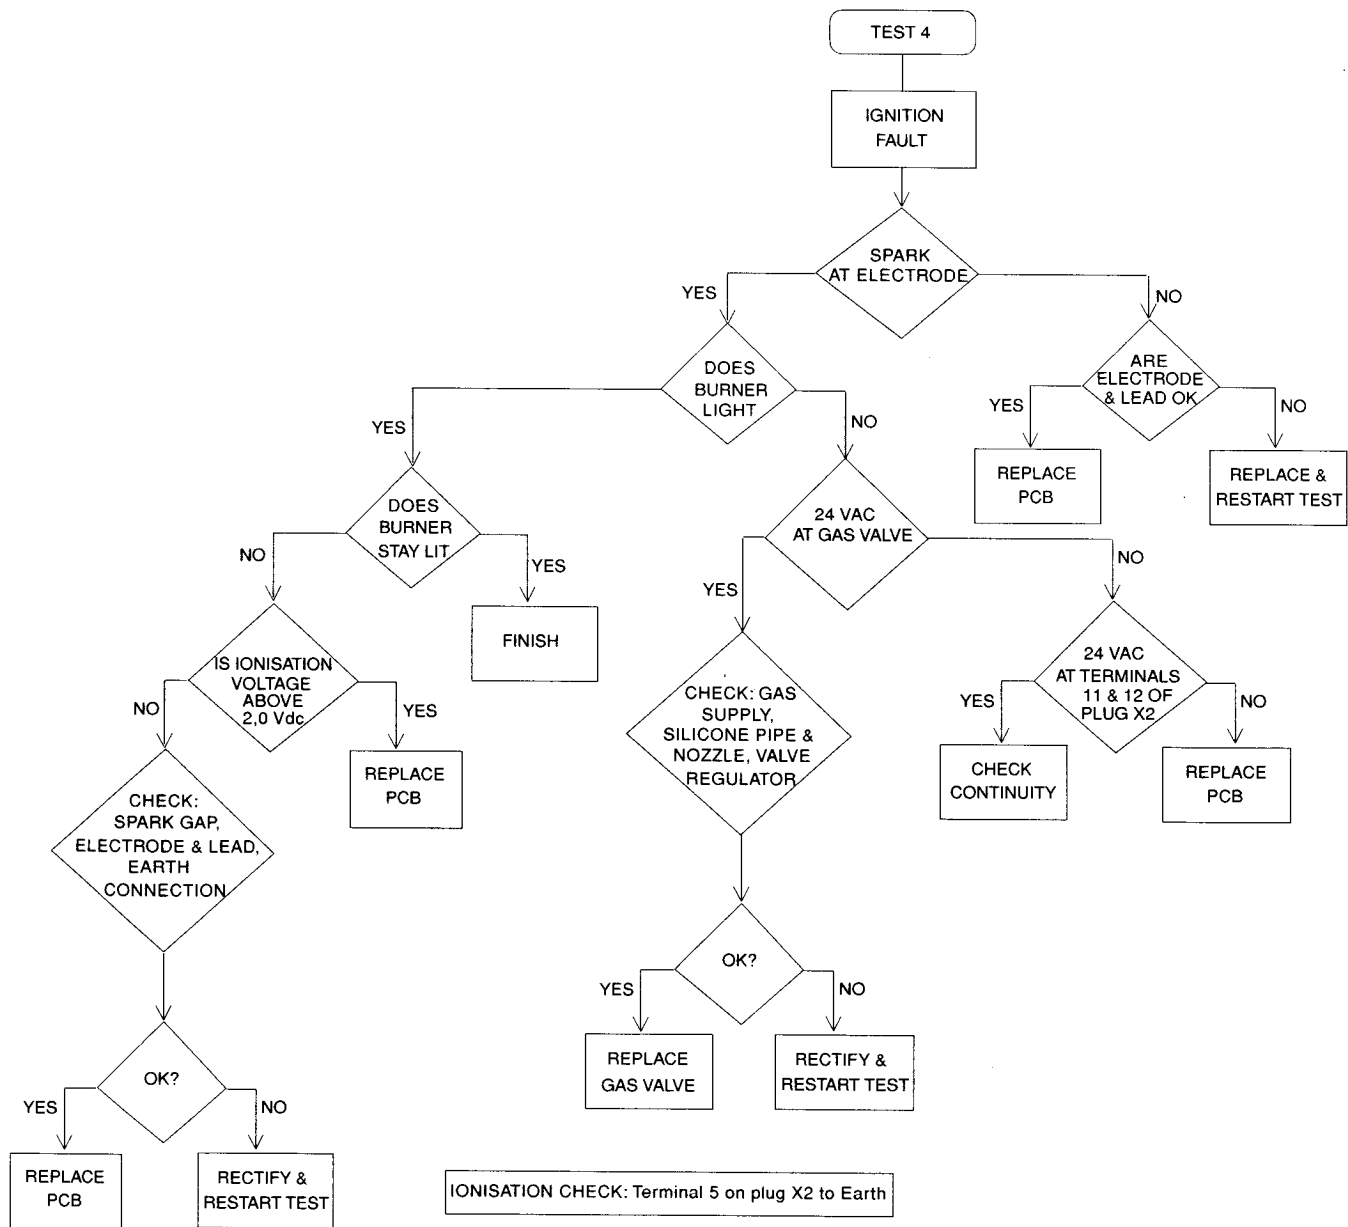 TEST 4
IGNITION
FAULT
SPARK
AT ELECTRODE
YES
NO
DOES
BURNER
LIGHT
ARE
ELECTRODE
& LEAD OK
YES
NO
YES
NO
REPLACE
PCB
REPLACE &
RESTART TEST
DOES
BURNER
STAY LIT
24 VAC
AT GAS VALVE
NO
YES
YES
NO
FINISH
IS IONISATION
VOLTAGE
ABOVE
2,0 Vdc
CHECK: GAS
SUPPLY,
SILICONE PIPE &
NOZZLE, VALVE
REGULATOR
24 VAC
AT TERMINALS
11 & 12 OF
PLUG X2
NO
YES
YES
NO
REPLACE
PCB
CHECK
CONTINUITY
REPLACE
PCB
CHECK:
SPARK GAP,
ELECTRODE & LEAD,
EARTH
CONNECTION
OK?
YES
NO
REPLACE
GAS VALVE
RECTIFY &
RESTART TEST
OK?
YES
NO
REPLACE
PCB
RECTIFY &
RESTART TEST
IONISATION CHECK: Terminal 5 on plug X2 to Earth